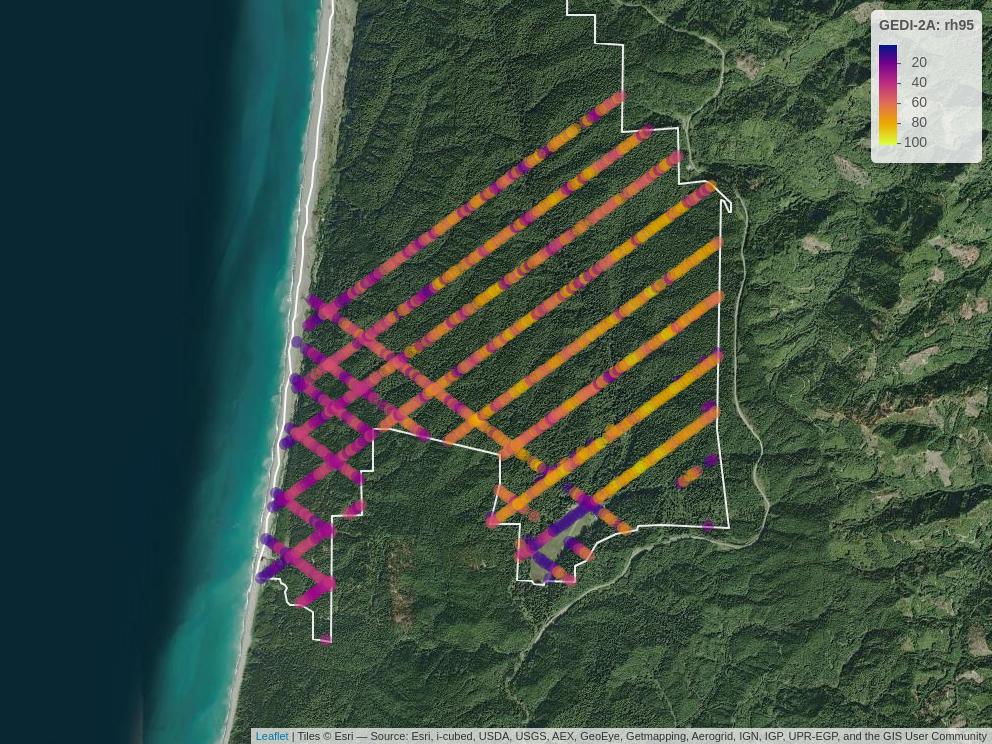 GEDI-2A: rh95
20
40
60
80
100
Leaflet | Tiles © Esri — Source: Esri, i-cubed, USDA, USGS, AEX, GeoEye, Getmapping, Aerogrid, IGN, IGP, UPR-EGP, and the GIS User Community